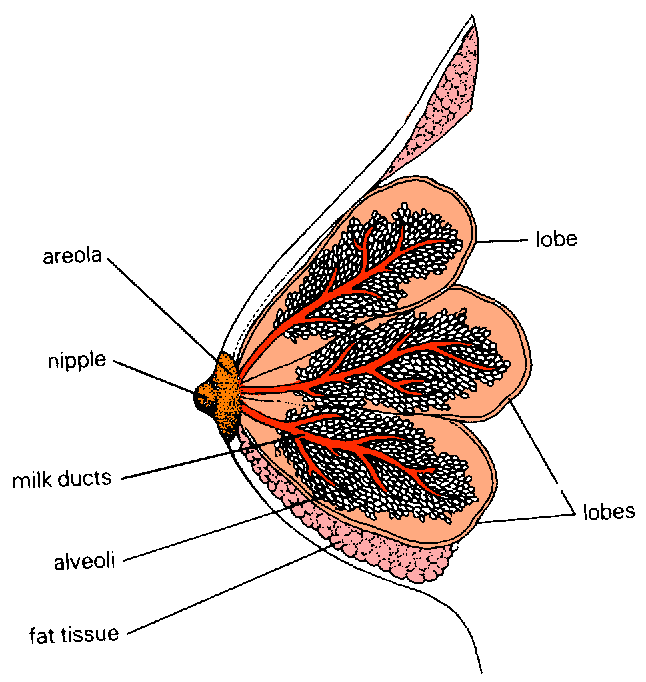 areola
lobe
nipple
milk ducts
lobes
alveoli
fat tissue